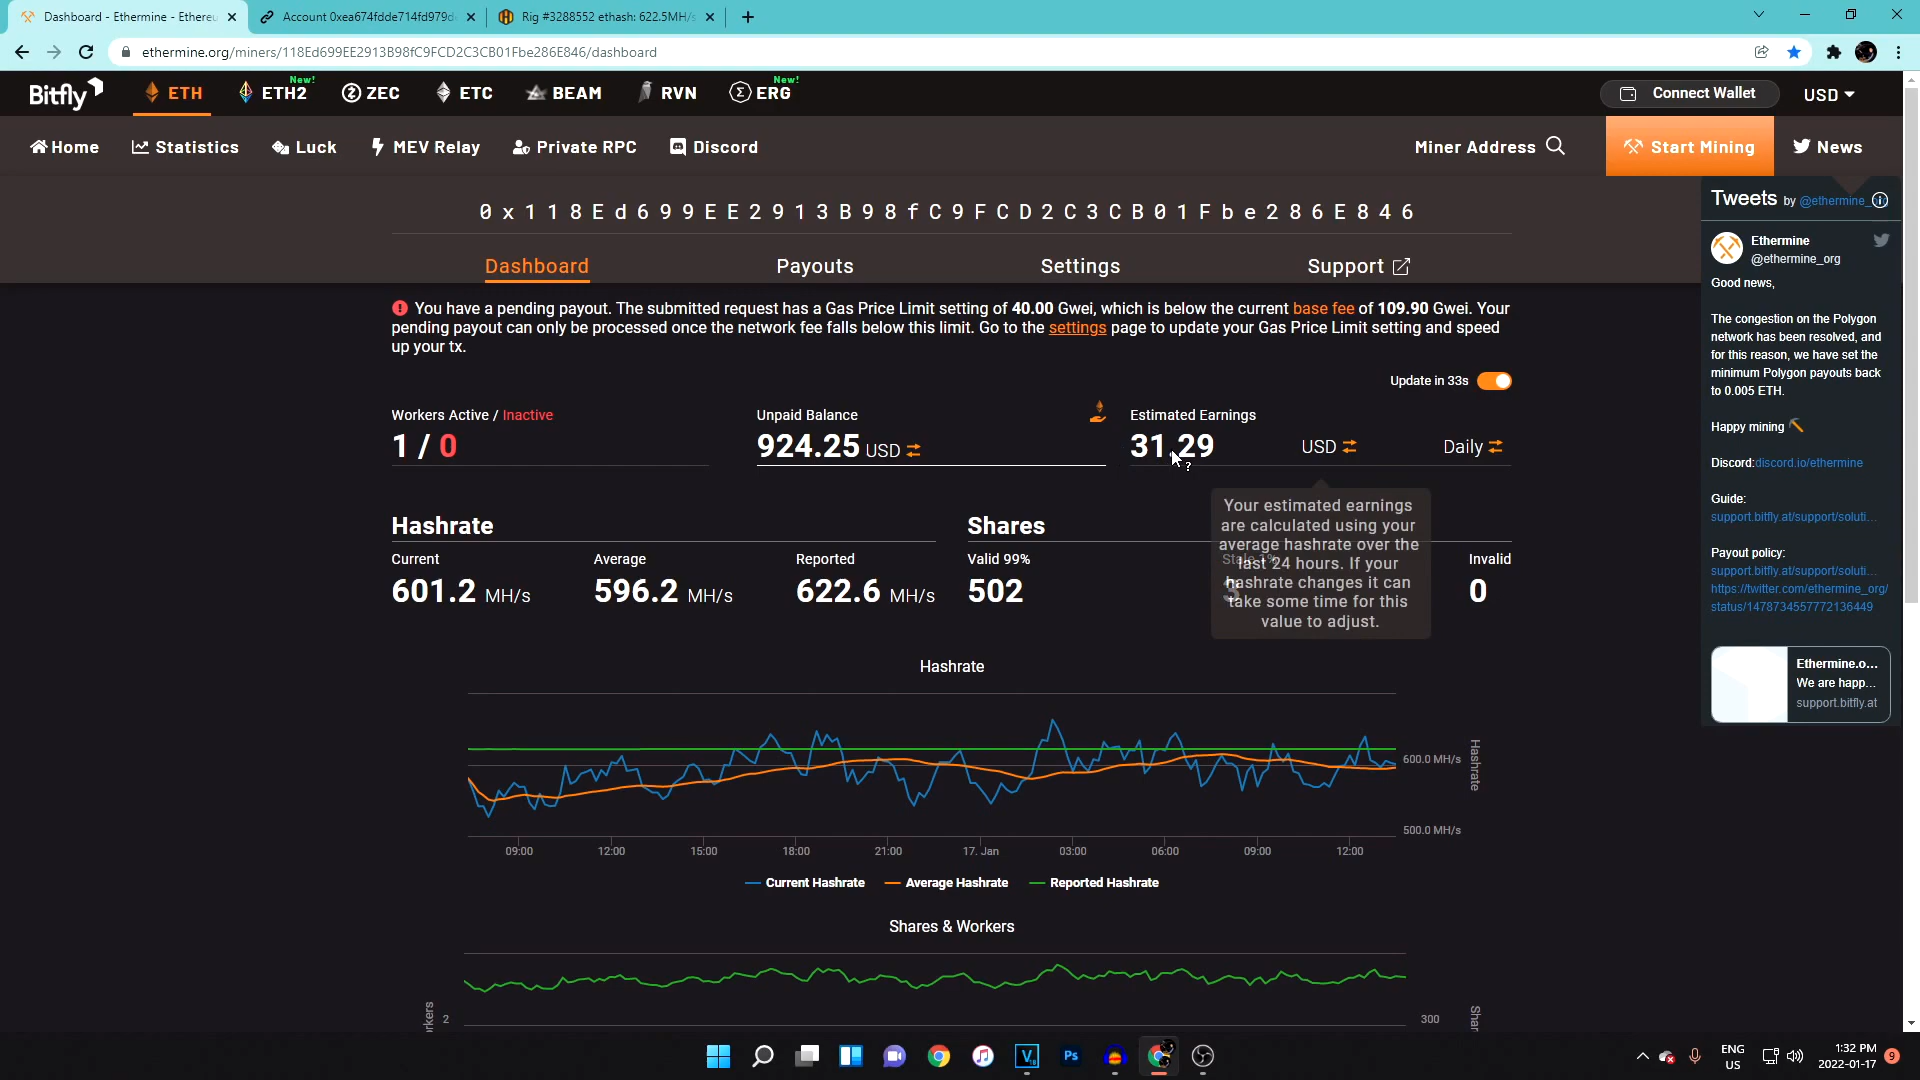 Dashboard - Ethermine - Ethereu
Account 0xea674fdde714fd979d
Rig #3288552 ethash: 622.5MH/s
ethermine.org/miners/118Ed699EE2913B98fC9FCD2C3CB01Fbe286E846/dashboard
Bitfly
ETH
ETH2
New!
ZEC
ETC
BEAM
RVN
ERG
New!
Connect Wallet
USD
Home
Statistics
Luck
MEV Relay
Private RPC
Discord
Miner Address
Start Mining
News
0x118Ed699EE2913B98fC9FCD2C3CB01Fbe286E846
Dashboard
Payouts
Settings
Support
You have a pending payout. The submitted request has a Gas Price Limit setting of 40.00 Gwei, which is below the current base fee of 109.90 Gwei. Your
pending payout can only be processed once the network fee falls below this limit. Go to the settings page to update your Gas Price Limit setting and speed
up your tx.
Update in 33s
Workers Active / Inactive
1 / 0
Unpaid Balance
924.25 USD
Estimated Earnings
31.29
USD
Daily
Your estimated earnings
are calculated using your
average hashrate over the
last 24 hours. If your
hashrate changes it can
take some time for this
value to adjust.
Hashrate
Current
601.2 MH/s
Average
596.2 MH/s
Reported
622.6 MH/s
Shares
Valid 99%
502
Invalid
0
Hashrate
600.0 MH/s
500.0 MH/s
Hashrate
09:00
12:00
15:00
18:00
21:00
17. Jan
03:00
06:00
09:00
12:00
Current Hashrate
Average Hashrate
Reported Hashrate
Shares & Workers
2
300
Tweets by @ethermine_
Ethermine
@ethermine_org
Good news,
The congestion on the Polygon
network has been resolved, and
for this reason, we have set the
minimum Polygon payouts back
to 0.005 ETH.
Happy mining
Discord:discord.io/ethermine
Guide:
support.bitfly.at/support/soluti...
Payout policy:
support.bitfly.at/support/soluti...
https://twitter.com/ethermine_org/
status/1478734557772136449
Ethermine.o...
We are happ...
support.bitfly.at
Ps
ENG
US
1:32 PM
2022-01-17
9